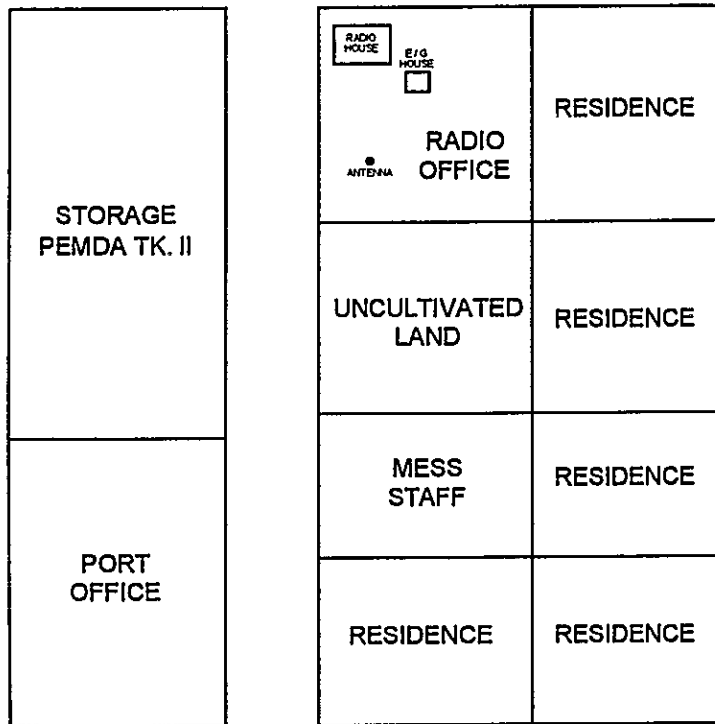 RADIO
HOUSE
E/G
HOUSE
RADIO
OFFICE
ANTENNA
RESIDENCE
STORAGE
PEMDA TK. II
UNCULTIVATED
LAND
RESIDENCE
MESS
STAFF
RESIDENCE
PORT
OFFICE
RESIDENCE
RESIDENCE